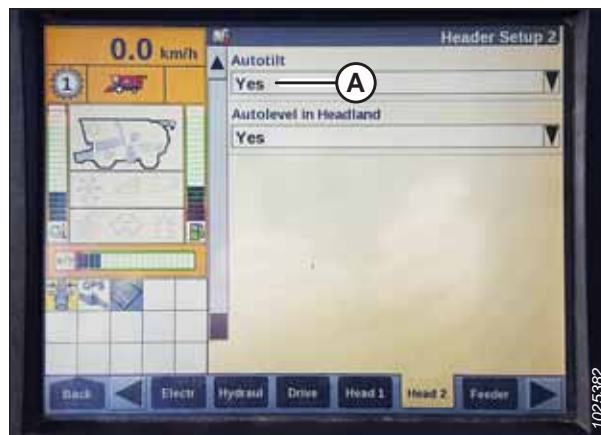 0.0 km/h
Header Setup 2
1
Autotilt
Yes
A
Autolevel in Headland
Yes
Back
Electr
Hydraul
Drive
Head 1
Head 2
Feeder
1025382